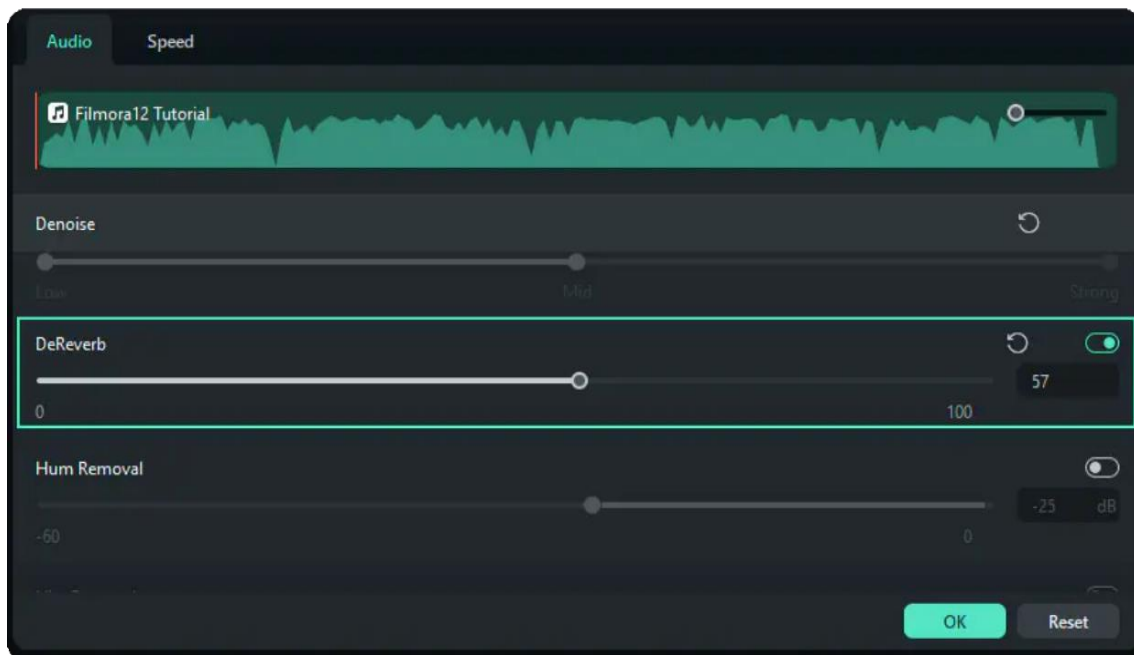 Audio Speed
Filmora12 Tutorial
Denoise
Low Mid Strong
DeReverb
57
0 100
Hum Removal
-25 dB
-60 0
OK Reset